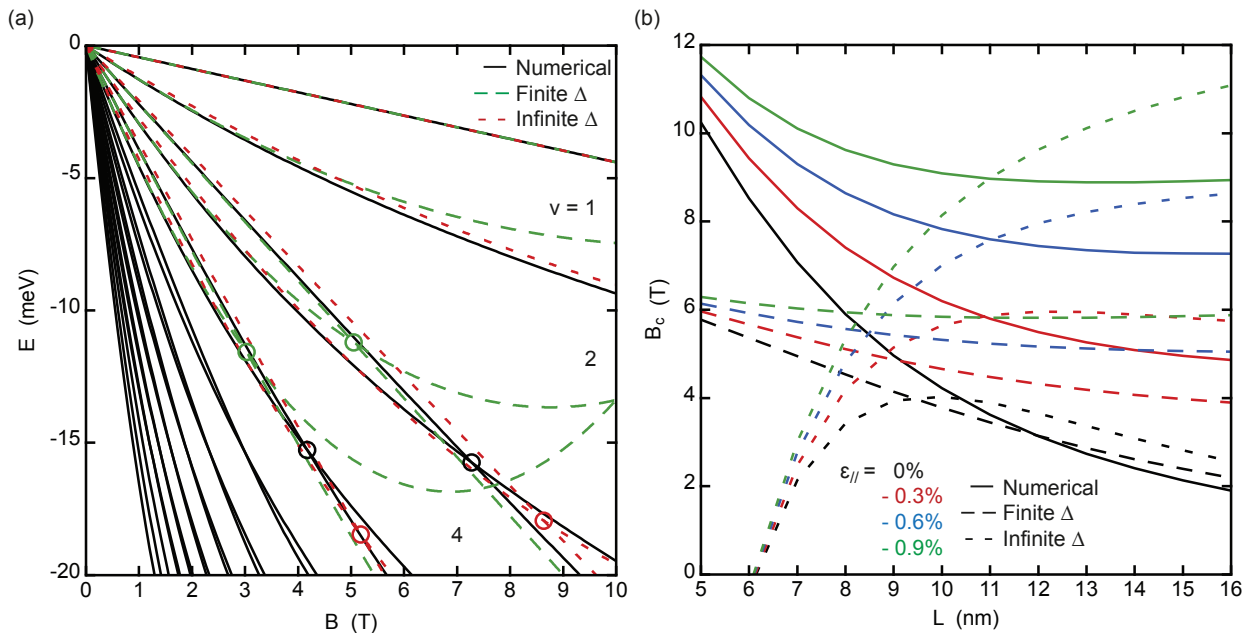 (a)
0
-5
-10
-15
-20
E (meV)
0 1 2 3 4 5 6 7 8 9 10
B (T)
Numerical
Finite Δ
Infinite Δ
v = 1
2
4
(b)
12
10
8
6
4
2
0
B_c (T)
5 6 7 8 9 10 11 12 13 14 15 16
L (nm)
ε// = 0%
- 0.3%
- 0.6%
- 0.9%
Numerical
Finite Δ
Infinite Δ